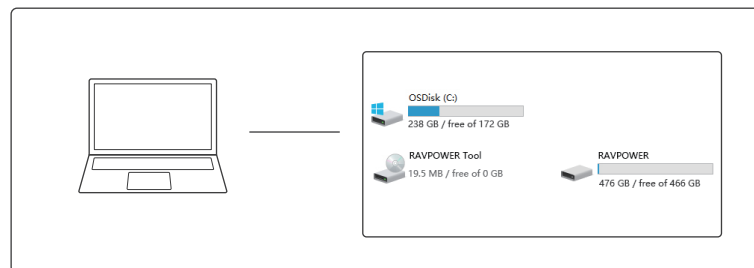 OSDisk (C:)
238 GB / free of 172 GB
RAVPOWER Tool
19.5 MB / free of 0 GB
RAVPOWER
476 GB / free of 466 GB